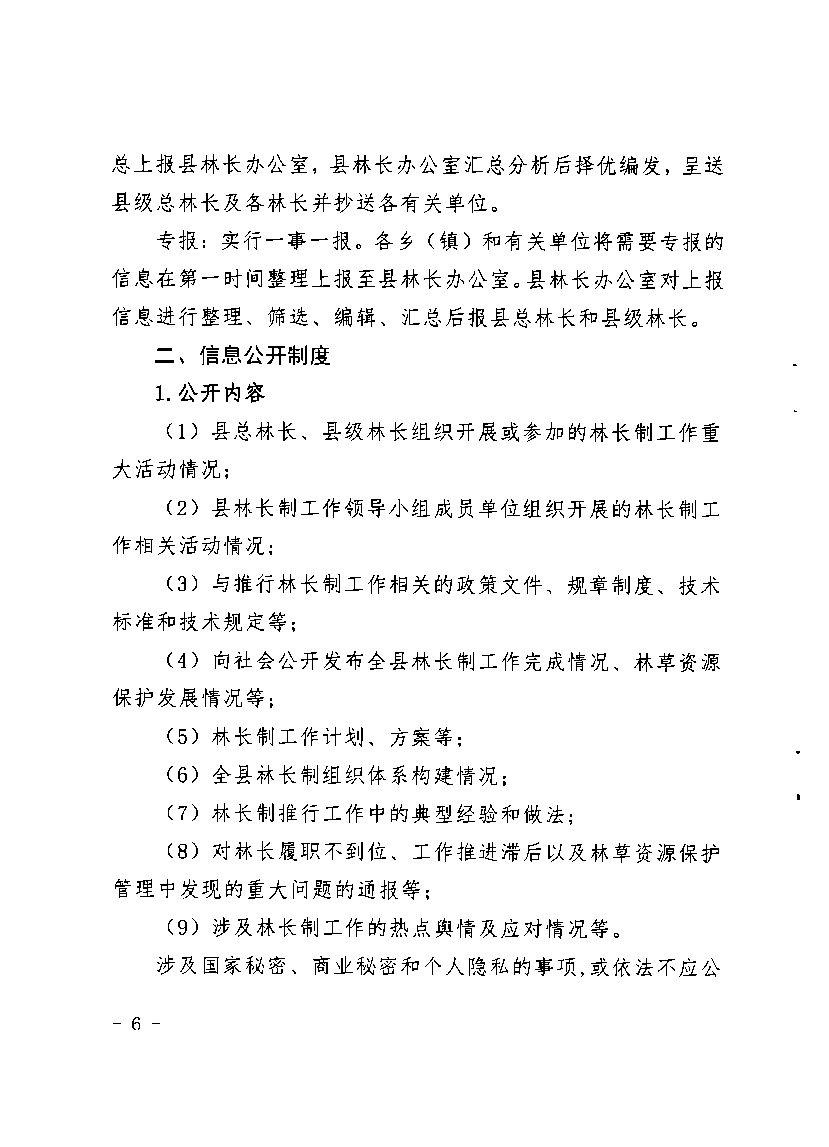 总上报县林长办公室，县林长办公室汇总分析后择优编发，呈送
县级总林长及各林长并抄送各有关单位。
专报：实行一事一报。各乡（镇）和有关单位将需要专报的
信息在第一时间整理上报至县林长办公室。县林长办公室对上报
信息进行整理、筛选、编辑、汇总后报县总林长和县级林长。
二、信息公开制度
1.公开内容
（1）县总林长、县级林长组织开展或参加的林长制工作重
大活动情况；
（2）县林长制工作领导小组成员单位组织开展的林长制工
作相关活动情况；
（3）与推行林长制工作相关的政策文件、规章制度、技术
标准和技术规定等；
（4）向社会公开发布全县林长制工作完成情况、林草资源
保护发展情况等；
（5）林长制工作计划、方案等；
（6）全县林长制组织体系构建情况；
（7）林长制推行工作中的典型经验和做法；
（8）对林长履职不到位、工作推进滞后以及林草资源保护
管理中发现的重大问题的通报等；
（9）涉及林长制工作的热点舆情及应对情况等。
涉及国家秘密、商业秘密和个人隐私的事项,或依法不应公
- 6 -